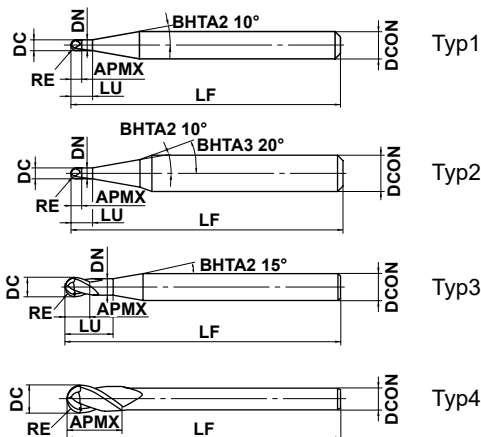 DC
DN
BHTA2 10°
DCON
Typ1
RE
APMX
LU
LF
DC
DN
BHTA2 10°
BHTA3 20°
DCON
Typ2
RE
APMX
LU
LF
DC
DN
BHTA2 15°
DCON
Typ3
RE
LU
APMX
LF
DC
DCON
Typ4
RE
APMX
LF